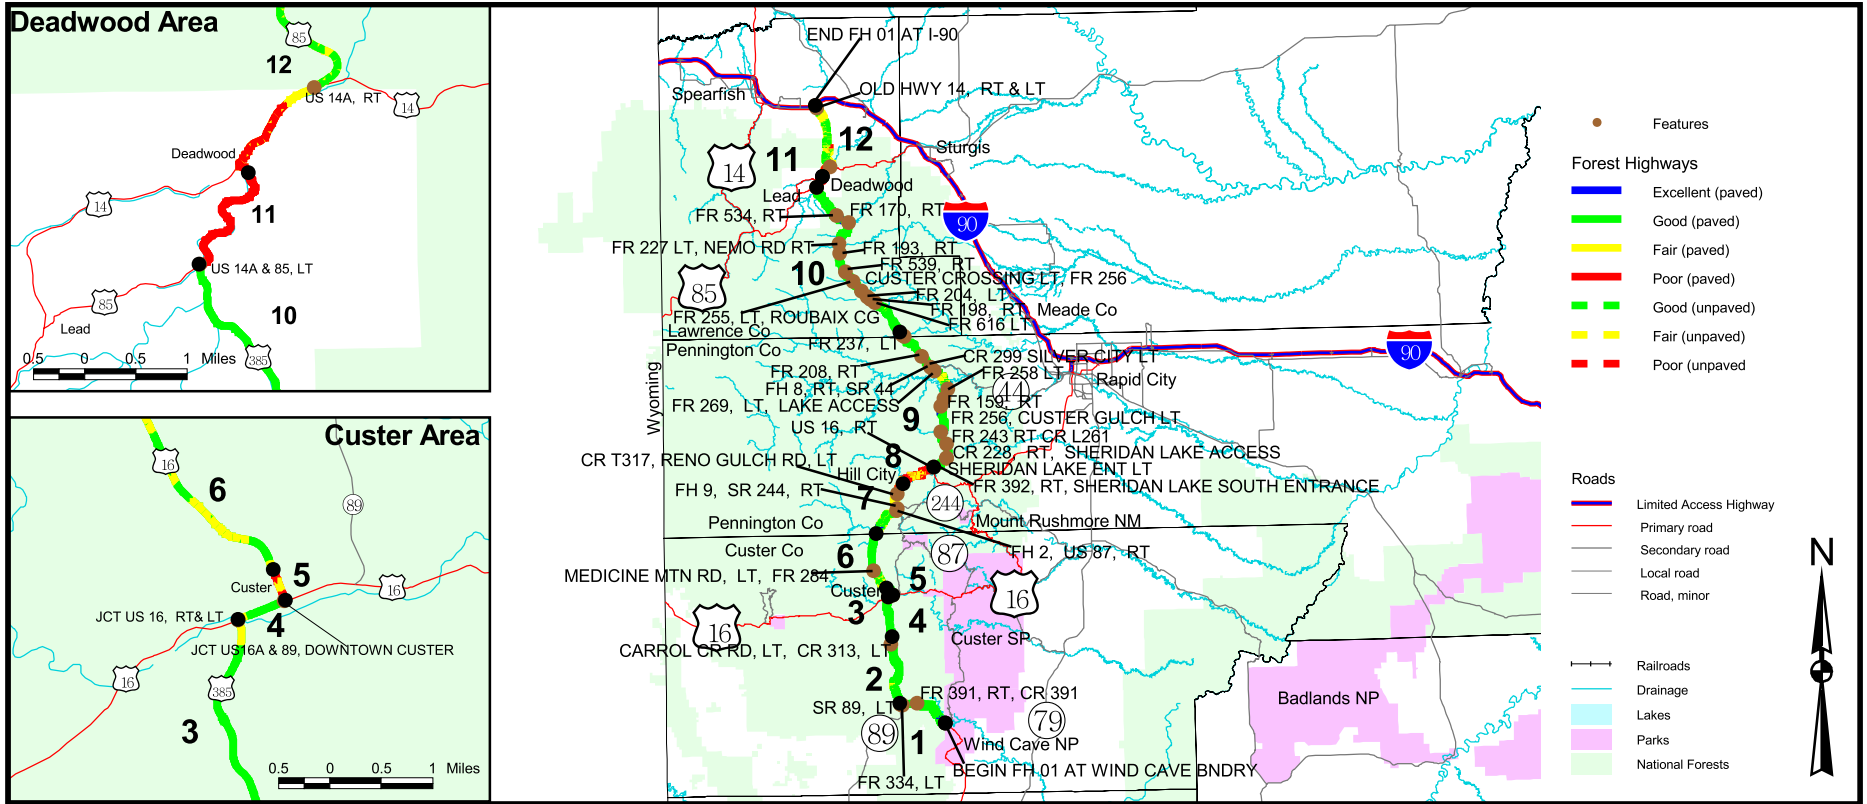 Deadwood Area
85
12
US 14A, RT
14
Deadwood
14
11
US 14A & 85, LT
85
10
Lead
385
0.5 0 0.5 1 Miles
Custer Area
16
6
89
5
Custer
16
JCT US 16, RT& LT
4
JCT US16A & 89, DOWNTOWN CUSTER
16
385
3
0.5 0 0.5 1 Miles
END FH 01 AT I-90
Spearfish
OLD HWY 14, RT & LT
12
11
Sturgis
14
Deadwood
Lead
FR 534, RT
FR 170, RT
90
FR 227 LT, NEMO RD RT
FR 193, RT
FR 539, RT
10
CUSTER CROSSING LT, FR 256
85
FR 204, LT
FR 198, RT
Meade Co
FR 255, LT, ROUBAIX CG
FR 616 LT
Lawrence Co
FR 237, LT
Pennington Co
CR 299 SILVER CITY LT
90
FR 208, RT
FR 258 LT
Rapid City
FH 8, RT, SR 44
44
Wyoming
FR 159, RT
FR 269, LT, LAKE ACCESS
9
FR 256, CUSTER GULCH LT
US 16, RT
FR 243 RT CR L261
CR 228, RT, SHERIDAN LAKE ACCESS
8
CR T317, RENO GULCH RD, LT
SHERIDAN LAKE ENT LT
Hill City
FR 392, RT, SHERIDAN LAKE SOUTH ENTRANCE
FH 9, SR 244, RT
7
244
Pennington Co
Mount Rushmore NM
Custer Co
6
87
FH 2, US 87, RT
MEDICINE MTN RD, LT, FR 284
5
Custer
16
3
4
16
Custer SP
CARROL CR RD, LT, CR 313, LT
2
FR 391, RT, CR 391
SR 89, LT
79
89
1
Wind Cave NP
BEGIN FH 01 AT WIND CAVE BNDRY
FR 334, LT
Badlands NP
Features
Forest Highways
Excellent (paved)
Good (paved)
Fair (paved)
Poor (paved)
Good (unpaved)
Fair (unpaved)
Poor (unpaved
Roads
Limited Access Highway
Primary road
Secondary road
Local road
Road, minor
Railroads
Drainage
Lakes
Parks
National Forests
N